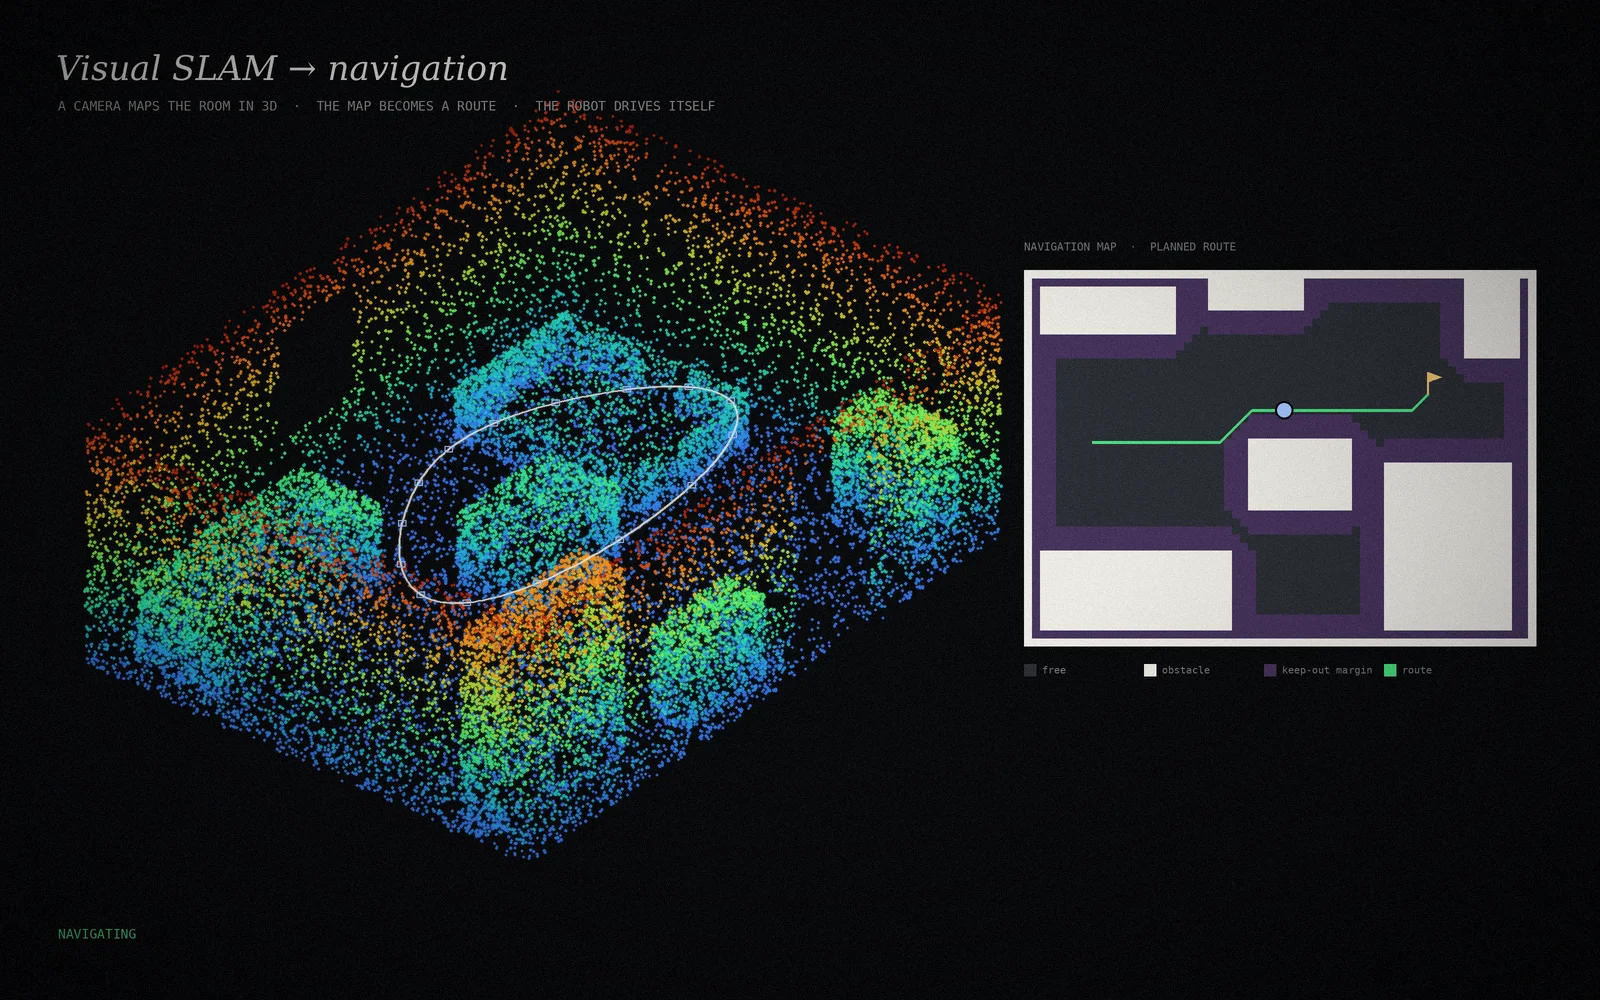 Visual SLAM → navigation
A CAMERA MAPS THE ROOM IN 3D · THE MAP BECOMES A ROUTE · THE ROBOT DRIVES ITSELF
NAVIGATION MAP · PLANNED ROUTE
free obstacle keep-out margin route
NAVIGATING